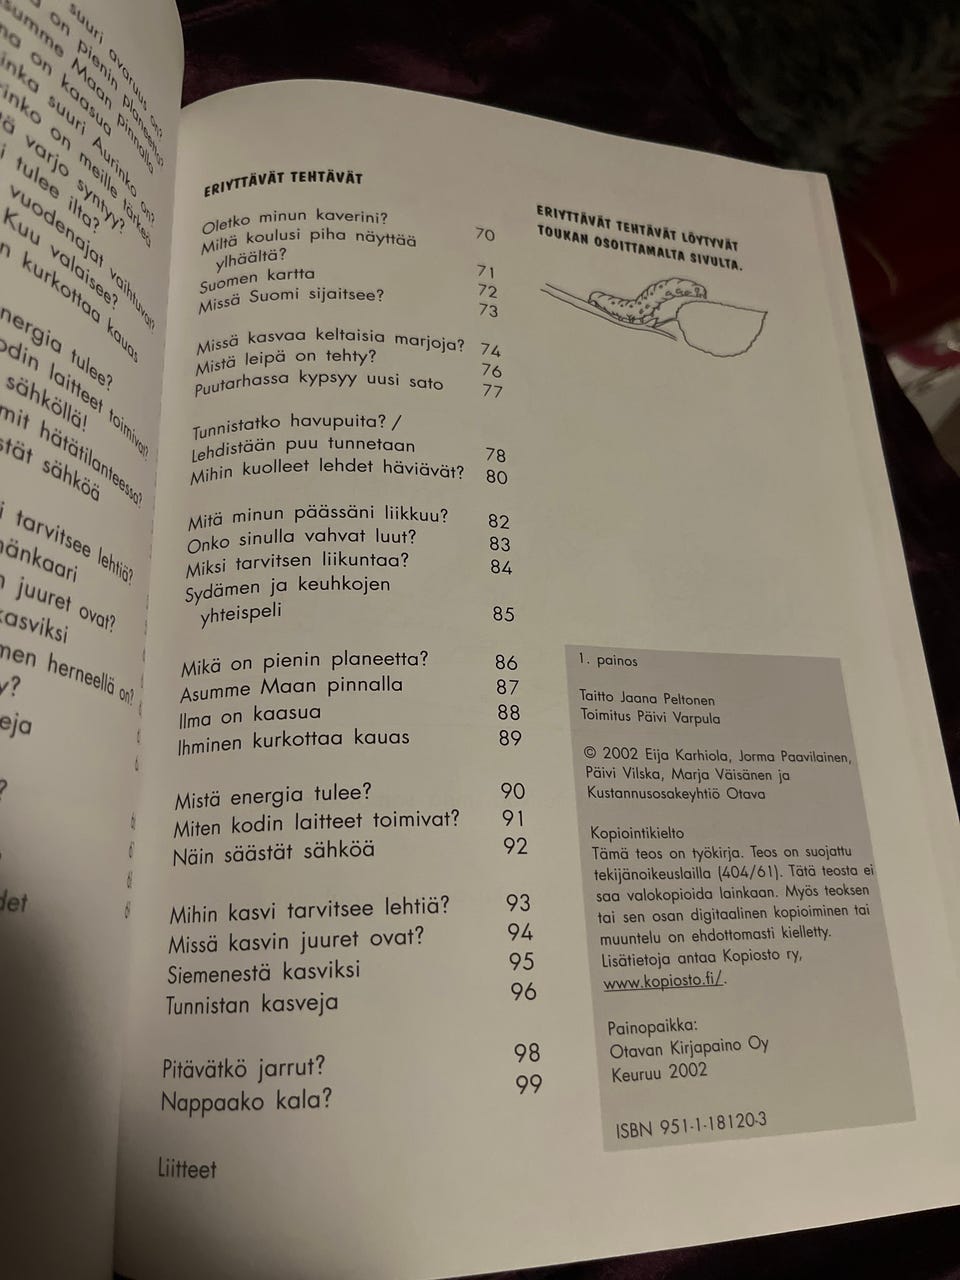 suuri avaruus on?
on pienin planeetta?
summe Maan pinnalla
on kaasua
inka suuri Aurinko on?
rinko on meille tärkeä
varjo syntyy?
i tulee ilta?
vuodenajat vaihtuvat?
Kuu valaisee?
n kurkottaa kauas
nergia tulee?
odin laitteet toimivat?
sähköllä!
mit hätätilanteessa?
stät sähköä
i tarvitsee lehtiä?
änkaari
n juuret ovat?
kasviksi
men herneellä on?
y?
eja
?
det
ERIYTTÄVÄT TEHTÄVÄT
Oletko minun kaverini? 70
Miltä koulusi piha näyttää
ylhäältä? 71
Suomen kartta 72
Missä Suomi sijaitsee? 73
Missä kasvaa keltaisia marjoja? 74
Mistä leipä on tehty? 76
Puutarhassa kypsyy uusi sato 77
Tunnistatko havupuita? /
Lehdistään puu tunnetaan 78
Mihin kuolleet lehdet häviävät? 80
Mitä minun päässäni liikkuu? 82
Onko sinulla vahvat luut? 83
Miksi tarvitsen liikuntaa? 84
Sydämen ja keuhkojen
yhteispeli 85
Mikä on pienin planeetta? 86
Asumme Maan pinnalla 87
Ilma on kaasua 88
Ihminen kurkottaa kauas 89
Mistä energia tulee? 90
Miten kodin laitteet toimivat? 91
Näin säästät sähköä 92
Mihin kasvi tarvitsee lehtiä? 93
Missä kasvin juuret ovat? 94
Siemenestä kasviksi 95
Tunnistan kasveja 96
Pitävätkö jarrut? 98
Nappaako kala? 99
Liitteet
ERIYTTÄVÄT TEHTÄVÄT LÖYTYVÄT
TOUKAN OSOITTAMALTA SIVULTA.
1. painos
Taitto Jaana Peltonen
Toimitus Päivi Varpula
© 2002 Eija Karhiola, Jorma Paavilainen,
Päivi Vilska, Marja Väisänen ja
Kustannusosakeyhtiö Otava
Kopiointikielto
Tämä teos on työkirja. Teos on suojattu
tekijänoikeuslailla (404/61). Tätä teosta ei
saa valokopioida lainkaan. Myös teoksen
tai sen osan digitaalinen kopioiminen tai
muuntelu on ehdottomasti kielletty.
Lisätietoja antaa Kopiosto ry,
www.kopiosto.fi/.
Painopaikka:
Otavan Kirjapaino Oy
Keuruu 2002
ISBN 951-1-18120-3